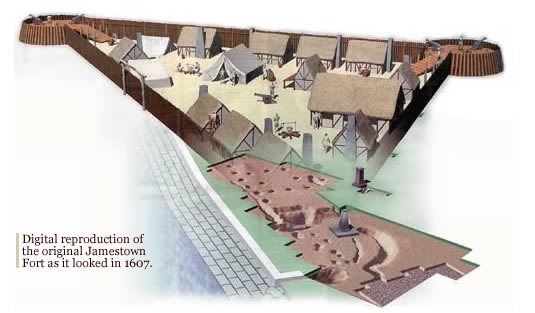 Digital reproduction of
the original Jamestown
Fort as it looked in 1607.